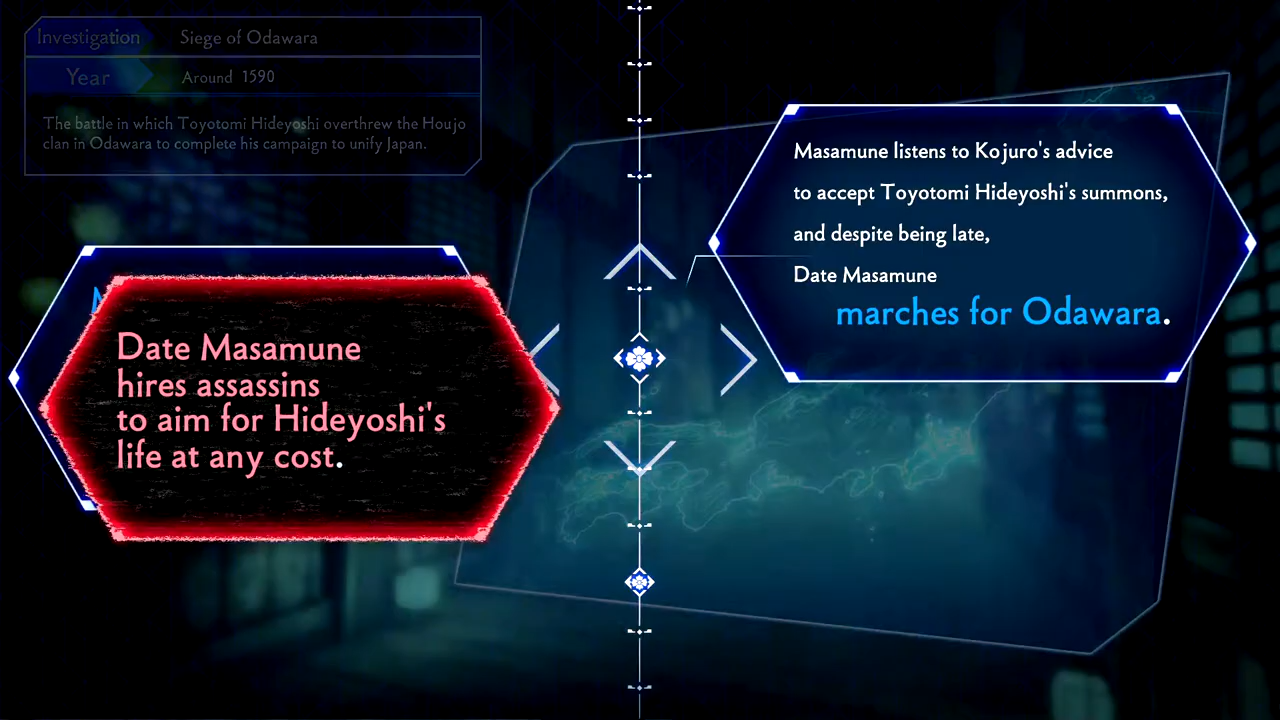 Investigation Siege of Odawara
Year Around 1590
The battle in which Toyotomi Hideyoshi overthrew the Houjo
clan in Odawara to complete his campaign to unify Japan.
Masamune listens to Kojuro's advice
to accept Toyotomi Hideyoshi's summons,
and despite being late,
Date Masamune
marches for Odawara.
Date Masamune
hires assassins
to aim for Hideyoshi's
life at any cost.